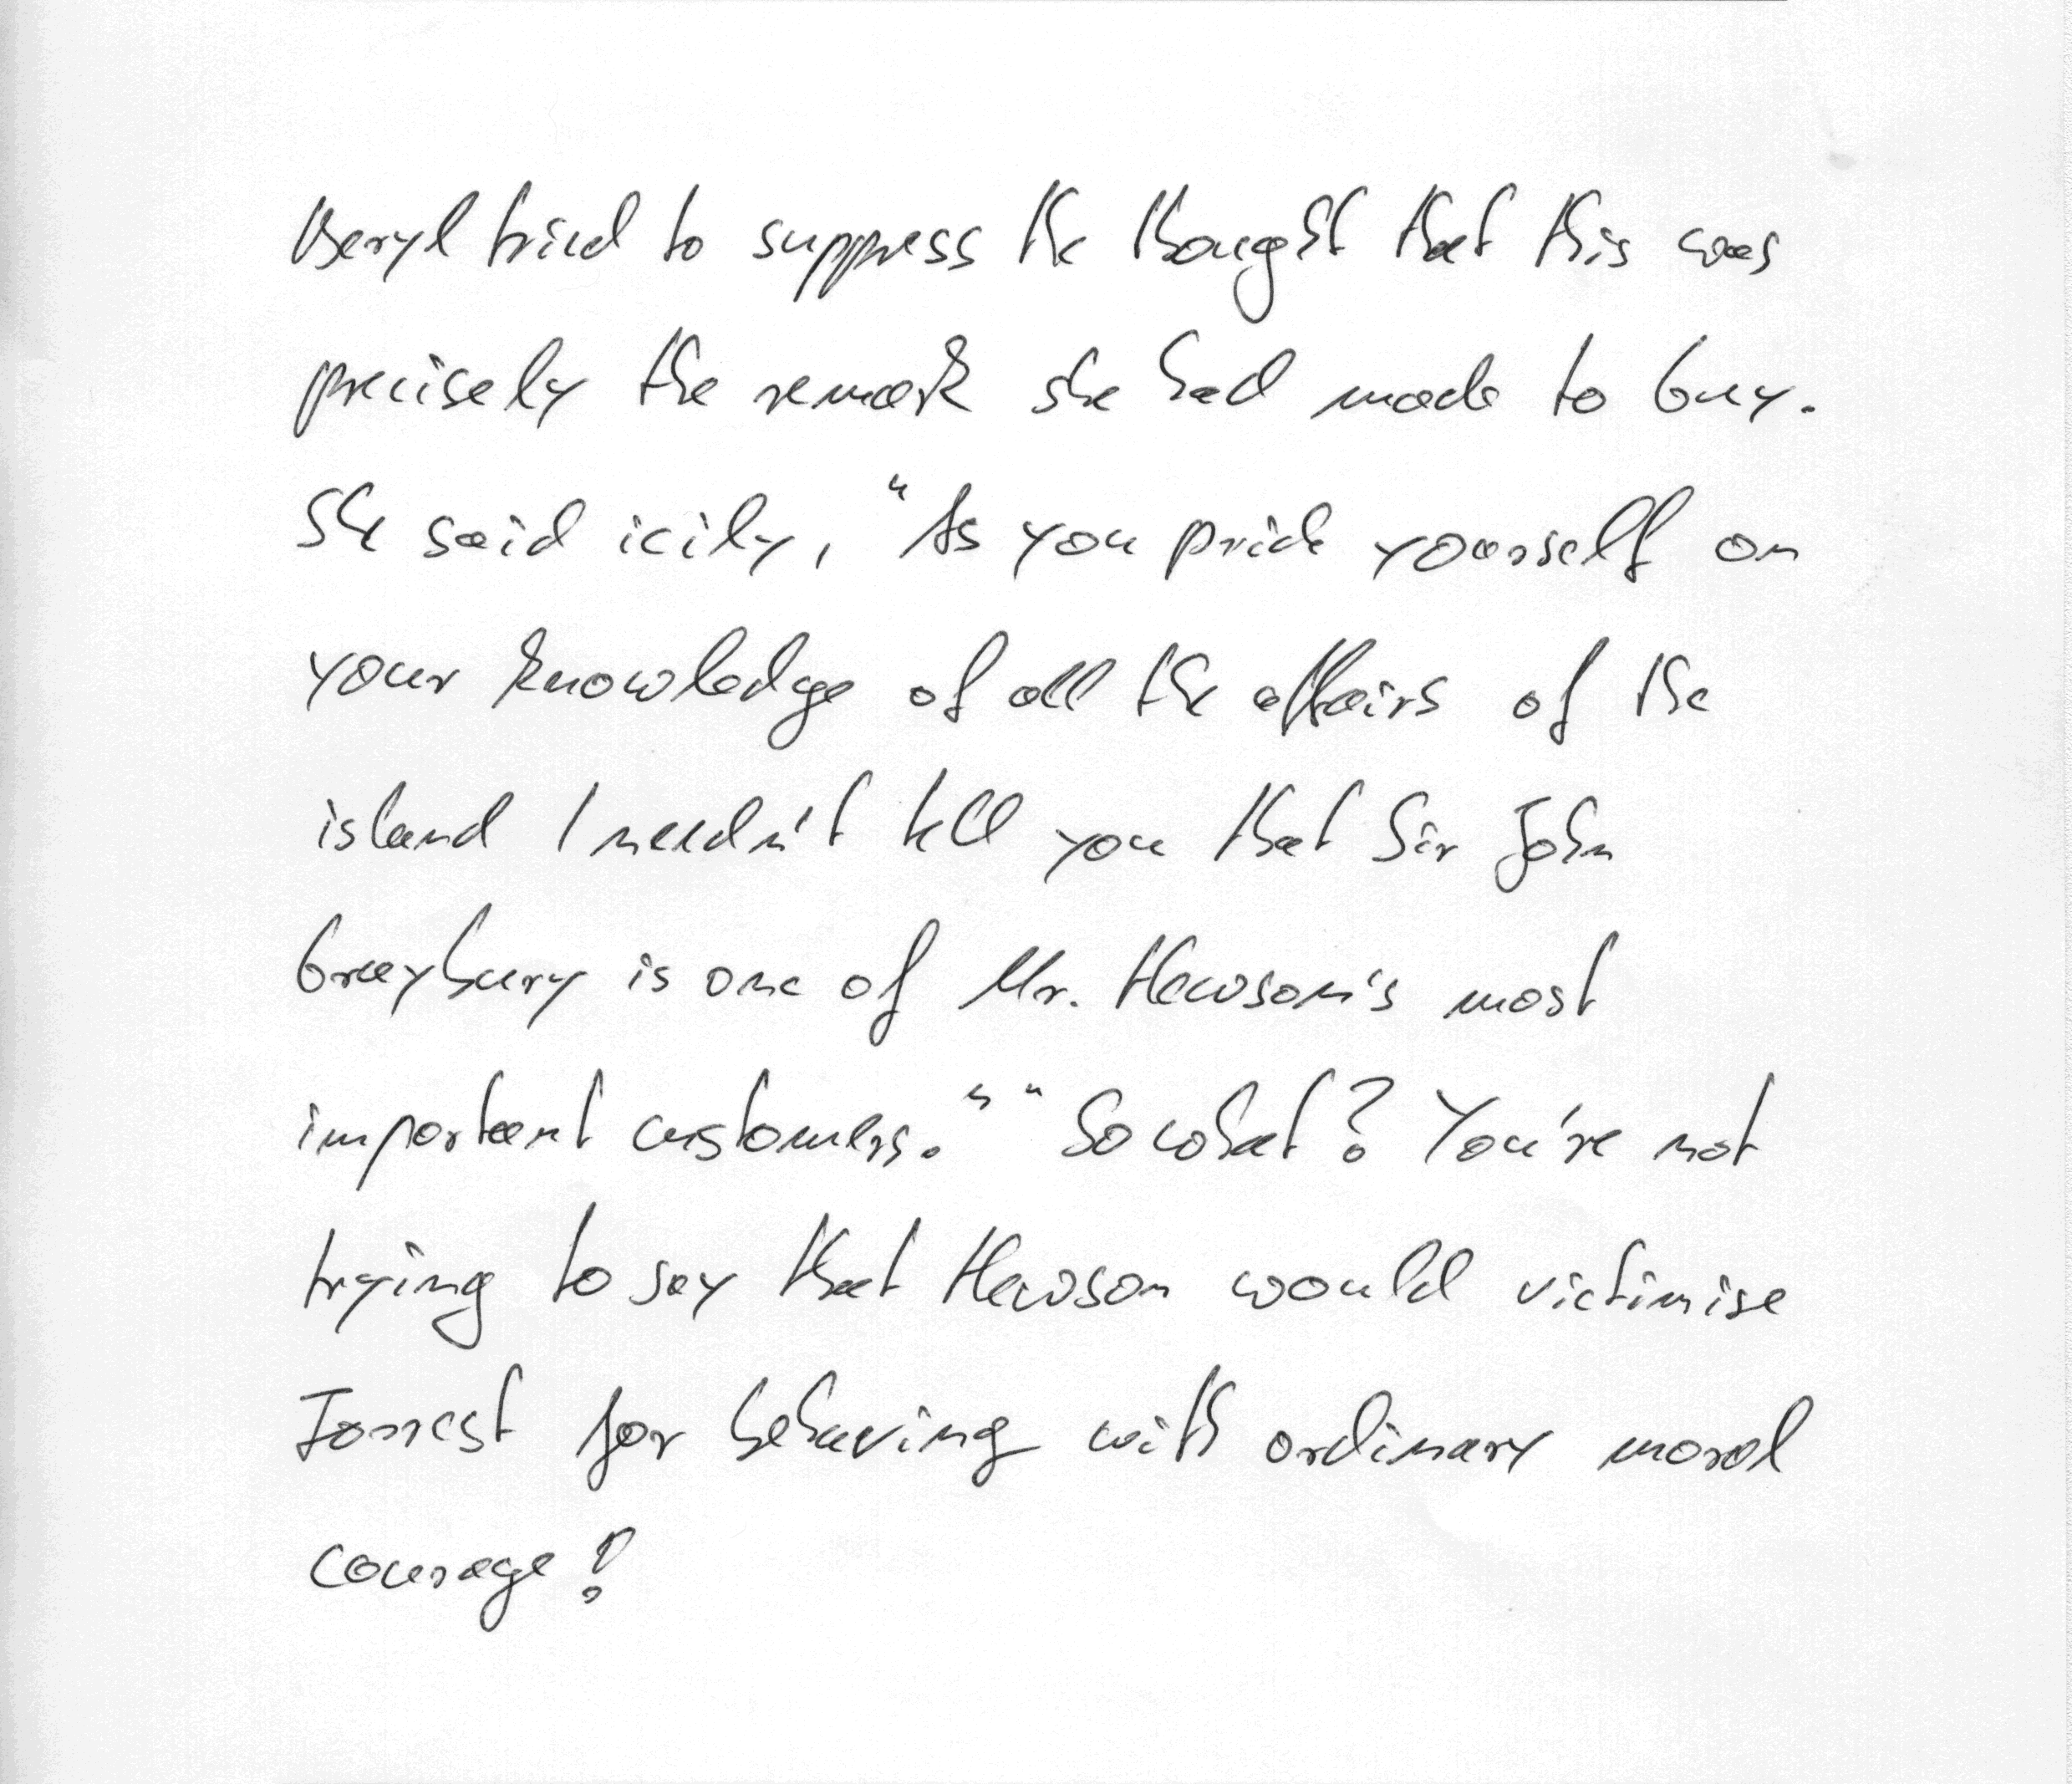 Beryl tried to suppress the thought that this was
precisely the remark she had made to Guy.
She said icily, "As you pride yourself on
your knowledge of all the affairs of the
island I needn't tell you that Sir John
Graybury is one of Mr. Hewson's most
important customers." "So what? You're not
trying to say that Hewson would victimise
Forrest for behaving with ordinary moral
courage!